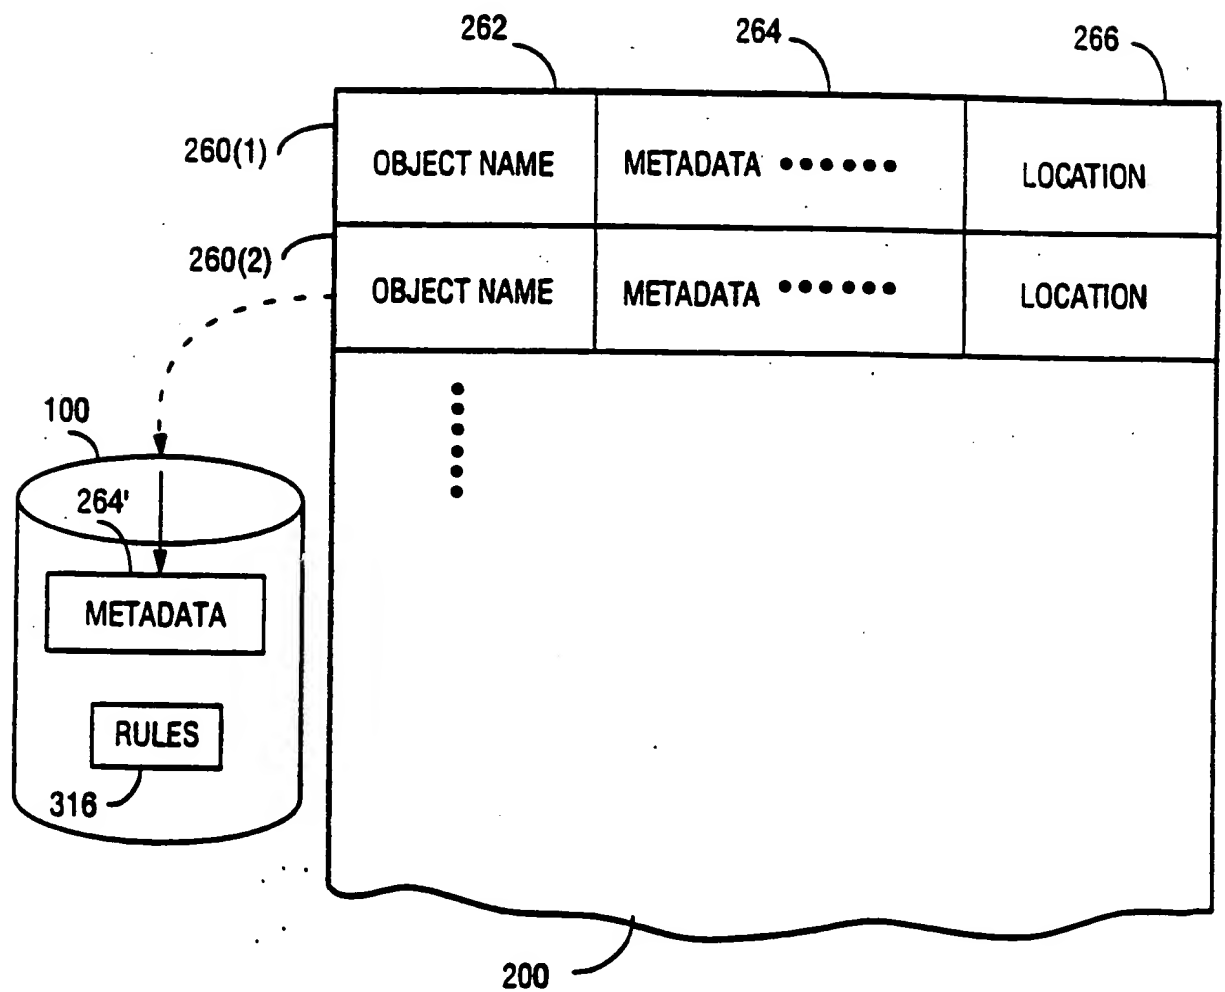 262
264
266
260(1)
OBJECT NAME
METADATA ••••••
LOCATION
260(2)
OBJECT NAME
METADATA ••••••
LOCATION
100
264'
METADATA
RULES
316
200